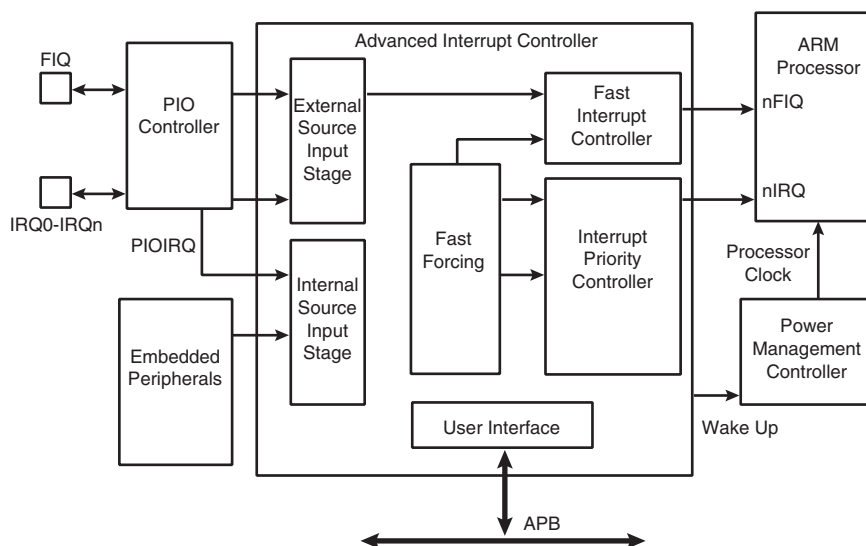 FIQ
PIO
Controller
IRQ0-IRQn
PIOIRQ
Embedded
Peripherals
Advanced Interrupt Controller
External
Source
Input
Stage
Internal
Source
Input
Stage
Fast
Forcing
Fast
Interrupt
Controller
Interrupt
Priority
Controller
User Interface
APB
ARM
Processor
nFIQ
nIRQ
Processor
Clock
Power
Management
Controller
Wake Up